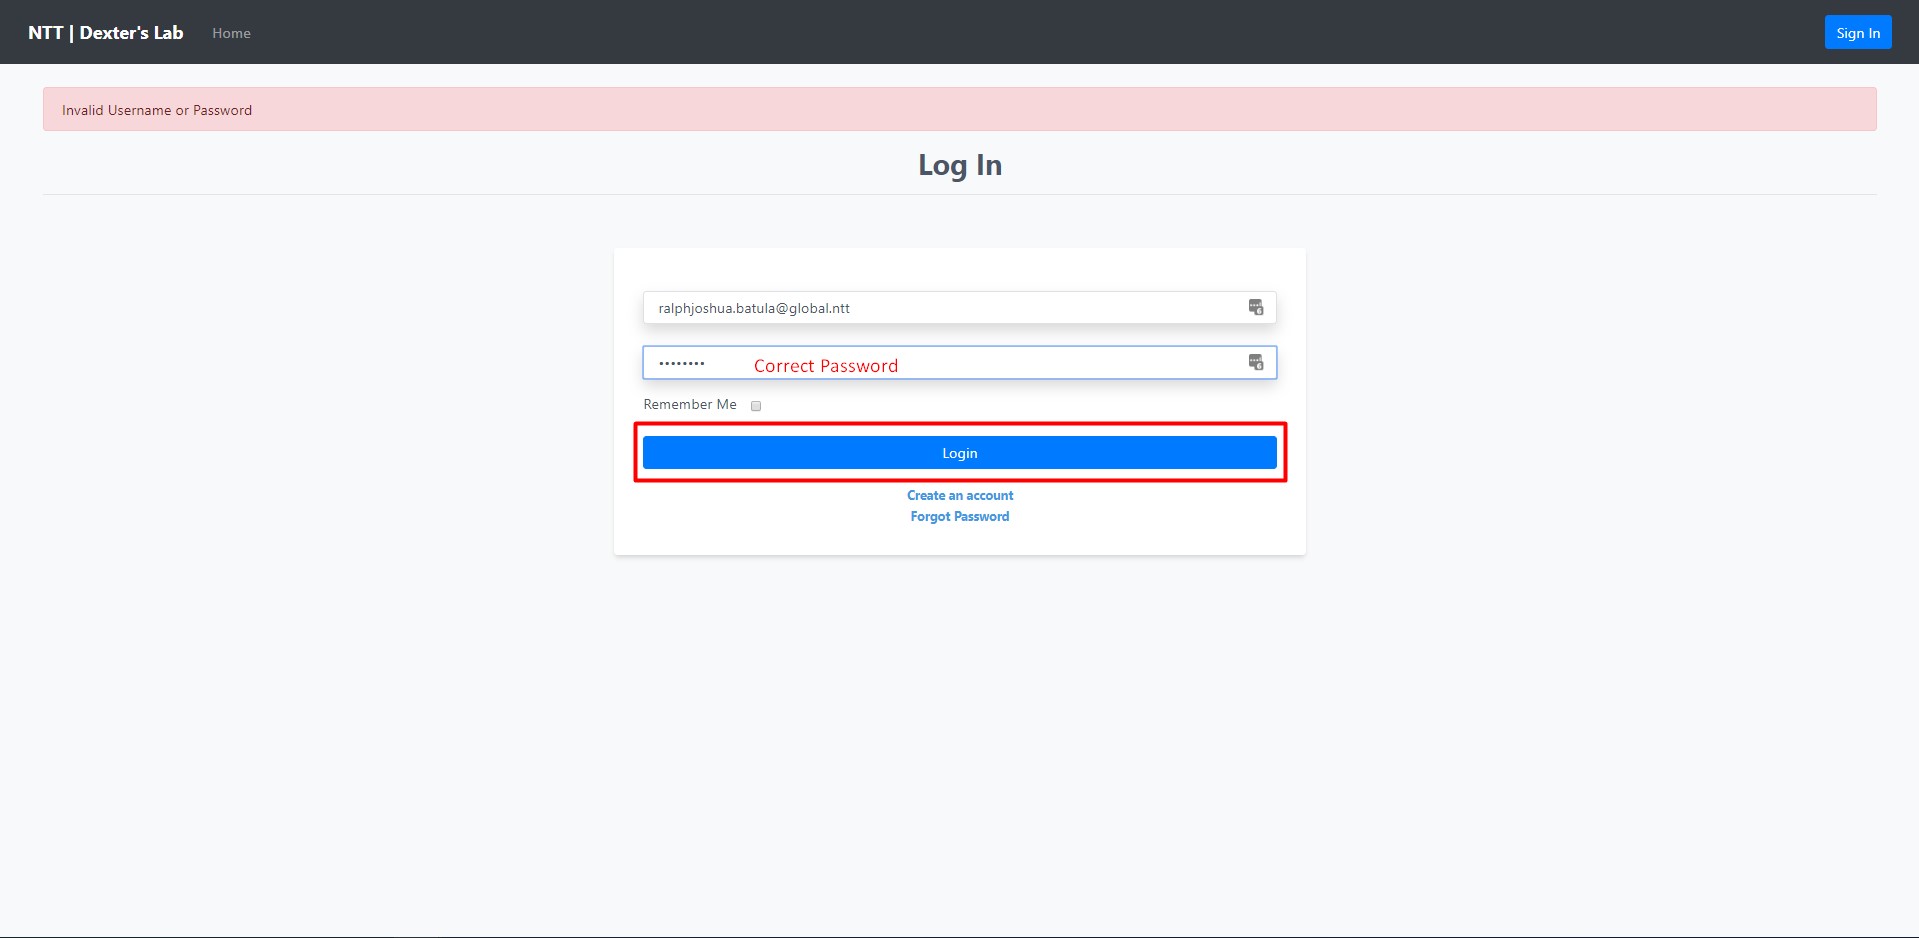 NTT | Dexter's Lab Home Sign In
Invalid Username or Password
Log In
ralphjoshua.batula@global.ntt
•••••••• Correct Password
Remember Me
Login
Create an account
Forgot Password